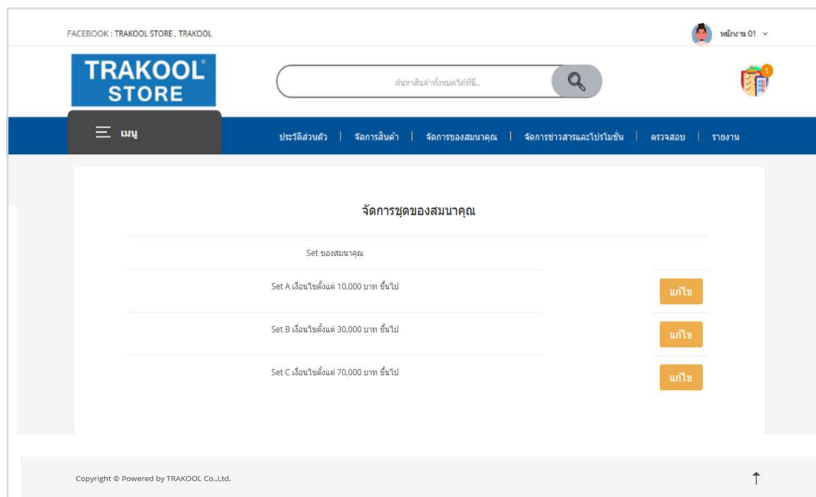 FACEBOOK : TRAKOOL STORE , TRAKOOL
พนักงาน 01
TRAKOOL®
STORE
ค้นหาสินค้าทั้งหมดได้ที่นี่...
1
เมนู
ประวัติส่วนตัว | จัดการสินค้า | จัดการของสมนาคุณ | จัดการข่าวสารและโปรโมชั่น | ตรวจสอบ | รายงาน
จัดการชุดของสมนาคุณ
Set ของสมนาคุณ
Set A เงื่อนไขตั้งแต่ 10,000 บาท ขึ้นไป
แก้ไข
Set B เงื่อนไขตั้งแต่ 30,000 บาท ขึ้นไป
แก้ไข
Set C เงื่อนไขตั้งแต่ 70,000 บาท ขึ้นไป
แก้ไข
Copyright © Powered by TRAKOOL Co.,Ltd.